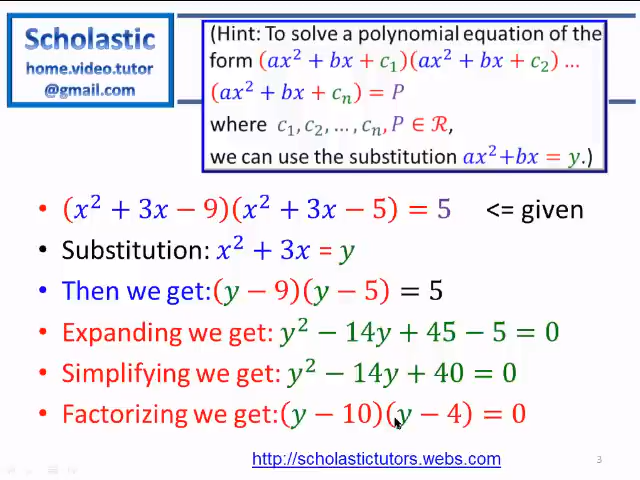 Scholastic
home.video.tutor
@gmail.com
(Hint: To solve a polynomial equation of the
form (ax² + bx + c₁)(ax² + bx + c₂) ...
(ax² + bx + cₙ) = P
where c₁, c₂, ..., cₙ, P ∈ ℛ,
we can use the substitution ax²+bx = y.)
• (x² + 3x − 9)(x² + 3x − 5) = 5 <= given
• Substitution: x² + 3x = y
• Then we get:(y − 9)(y − 5) = 5
• Expanding we get: y² − 14y + 45 − 5 = 0
• Simplifying we get: y² − 14y + 40 = 0
• Factorizing we get:(y − 10)(y − 4) = 0
http://scholastictutors.webs.com
3